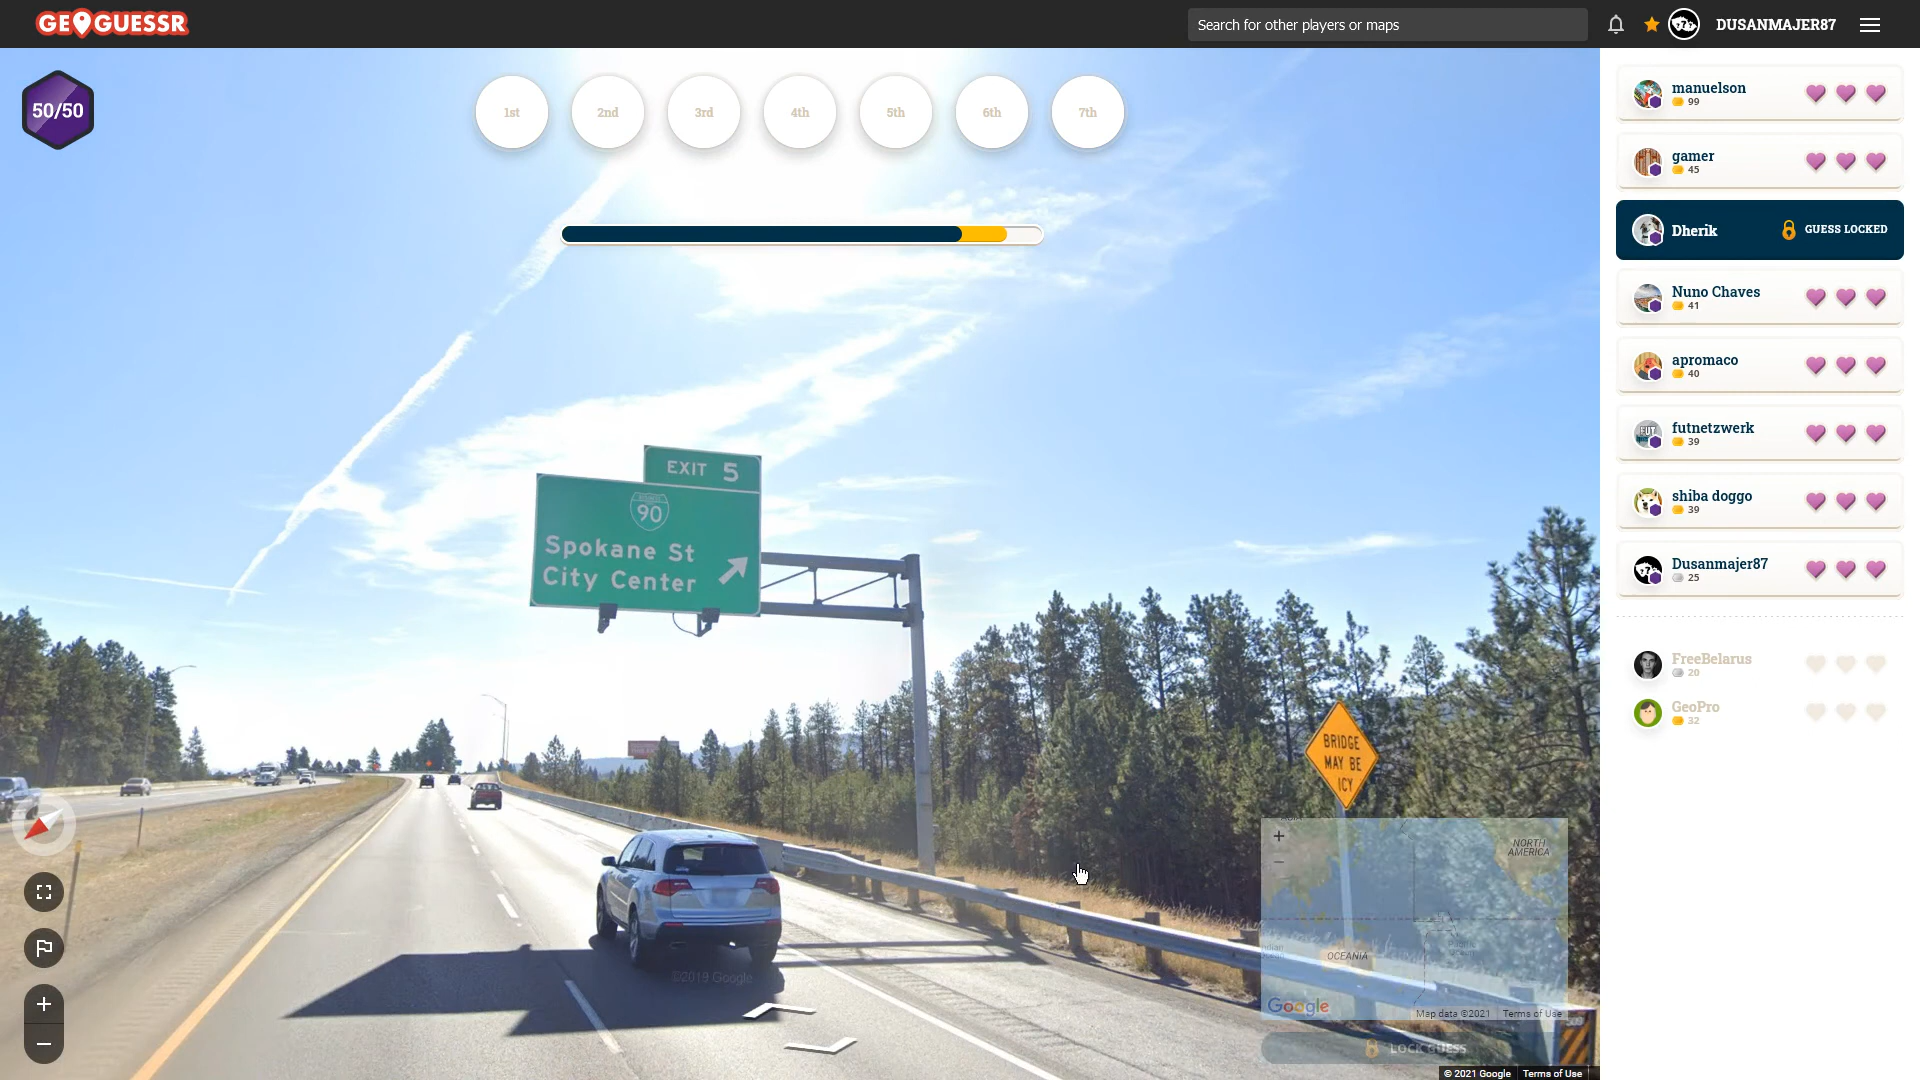 GEOGUESSR
Search for other players or maps
DUSANMAJER87
50/50
1st
2nd
3rd
4th
5th
6th
7th
EXIT 5
90
Spokane St
City Center
BRIDGE
MAY BE
ICY
©2019 Google
manuelson
99
gamer
45
Dherik
GUESS LOCKED
Nuno Chaves
41
apromaco
40
futnetzwerk
39
shiba doggo
39
Dusanmajer87
25
FreeBelarus
20
GeoPro
32
+
−
NORTH
AMERICA
OCEANIA
Google
Map data ©2021
Terms of Use
LOCK GUESS
© 2021 Google
Terms of Use